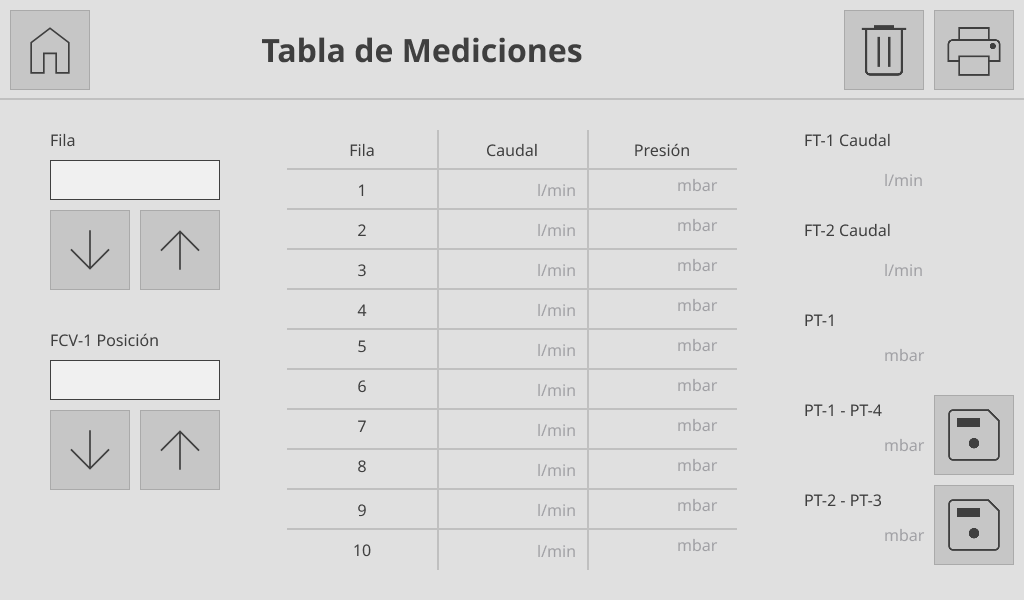 Tabla de Mediciones
Fila
FCV-1 Posición
Fila Caudal Presión
1 l/min mbar
2 l/min mbar
3 l/min mbar
4 l/min mbar
5 l/min mbar
6 l/min mbar
7 l/min mbar
8 l/min mbar
9 l/min mbar
10 l/min mbar
FT-1 Caudal
l/min
FT-2 Caudal
l/min
PT-1
mbar
PT-1 - PT-4
mbar
PT-2 - PT-3
mbar